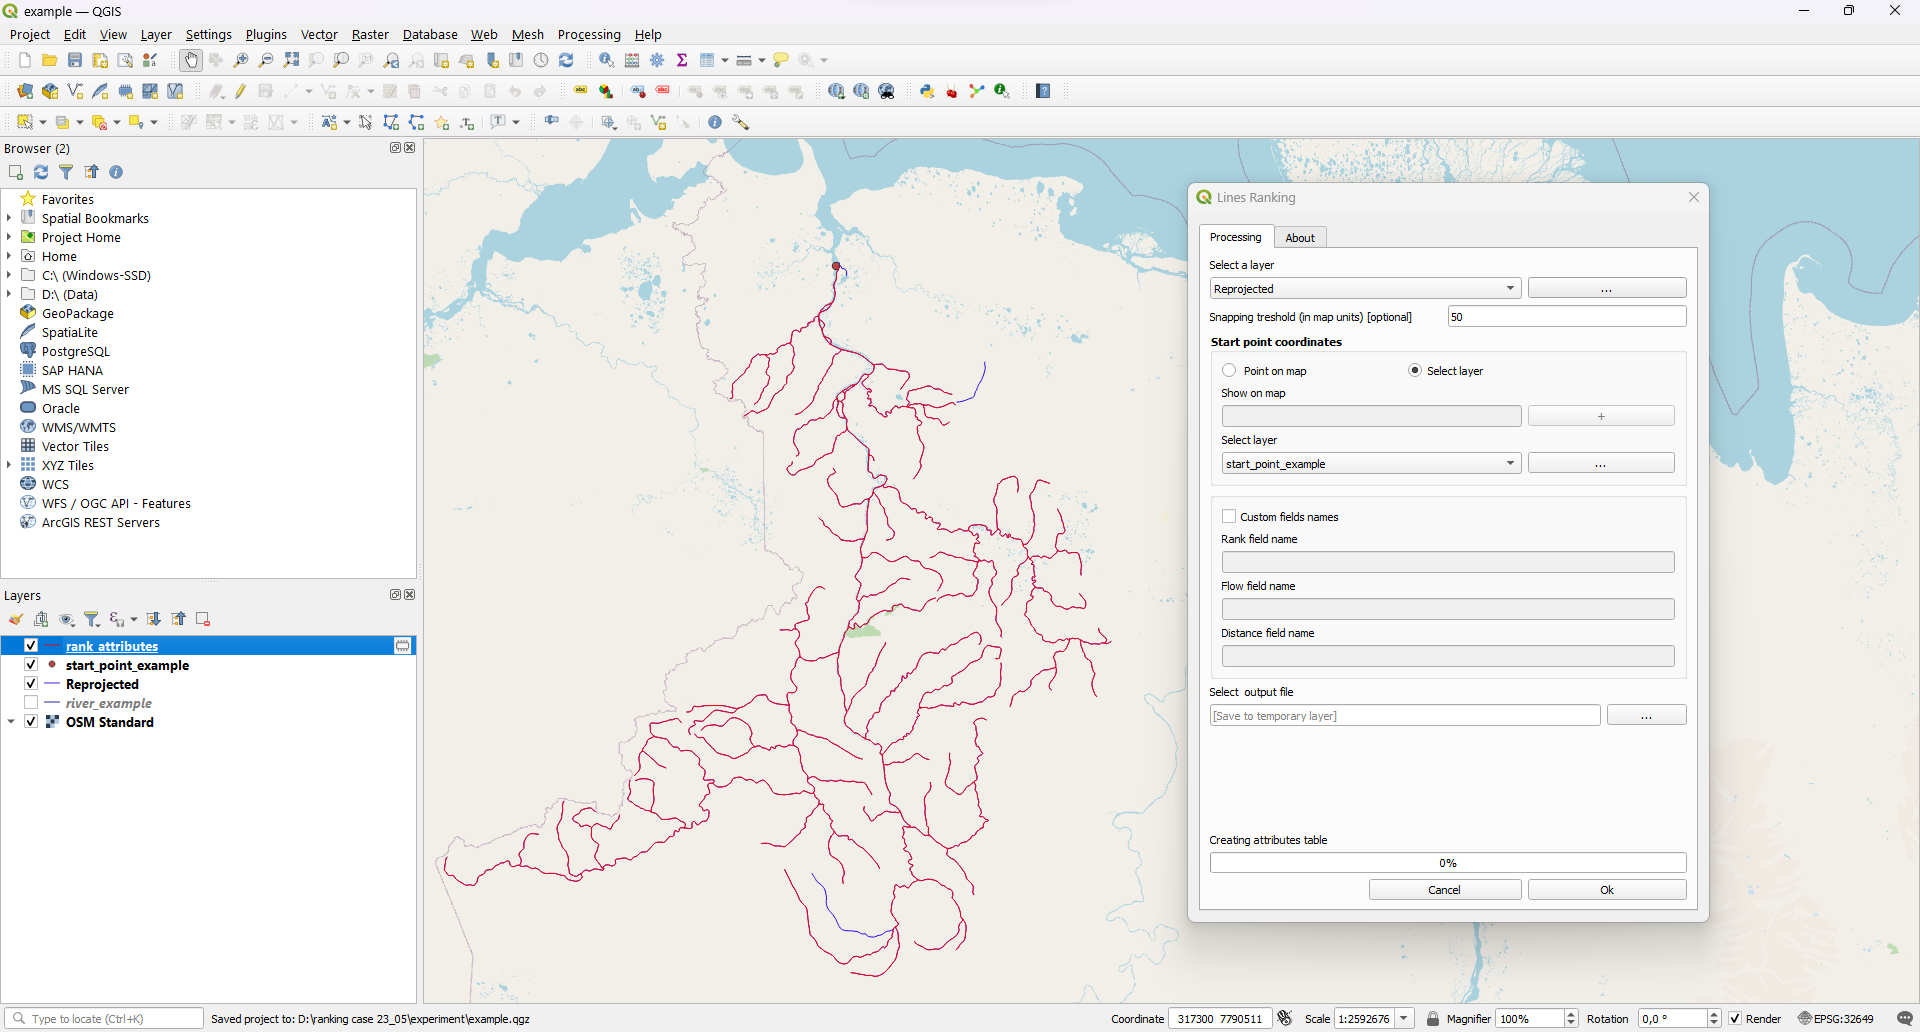 example — QGIS
Project Edit View Layer Settings Plugins Vector Raster Database Web Mesh Processing Help
Browser (2)
Favorites
Spatial Bookmarks
Project Home
Home
C:\ (Windows-SSD)
D:\ (Data)
GeoPackage
SpatiaLite
PostgreSQL
SAP HANA
MS SQL Server
Oracle
WMS/WMTS
Vector Tiles
XYZ Tiles
WCS
WFS / OGC API - Features
ArcGIS REST Servers
Layers
rank attributes
start_point_example
Reprojected
river_example
OSM Standard
Lines Ranking
Processing About
Select a layer
Reprojected ...
Snapping treshold (in map units) [optional] 50
Start point coordinates
Point on map Select layer
Show on map
+
Select layer
start_point_example ...
Custom fields names
Rank field name
Flow field name
Distance field name
Select output file
[Save to temporary layer] ...
Creating attributes table
0%
Cancel Ok
Type to locate (Ctrl+K) Saved project to: D:\ranking case 23_05\experiment\example.qgz Coordinate 317300 7790511 Scale 1:2592676 Magnifier 100% Rotation 0,0 ° Render EPSG:32649